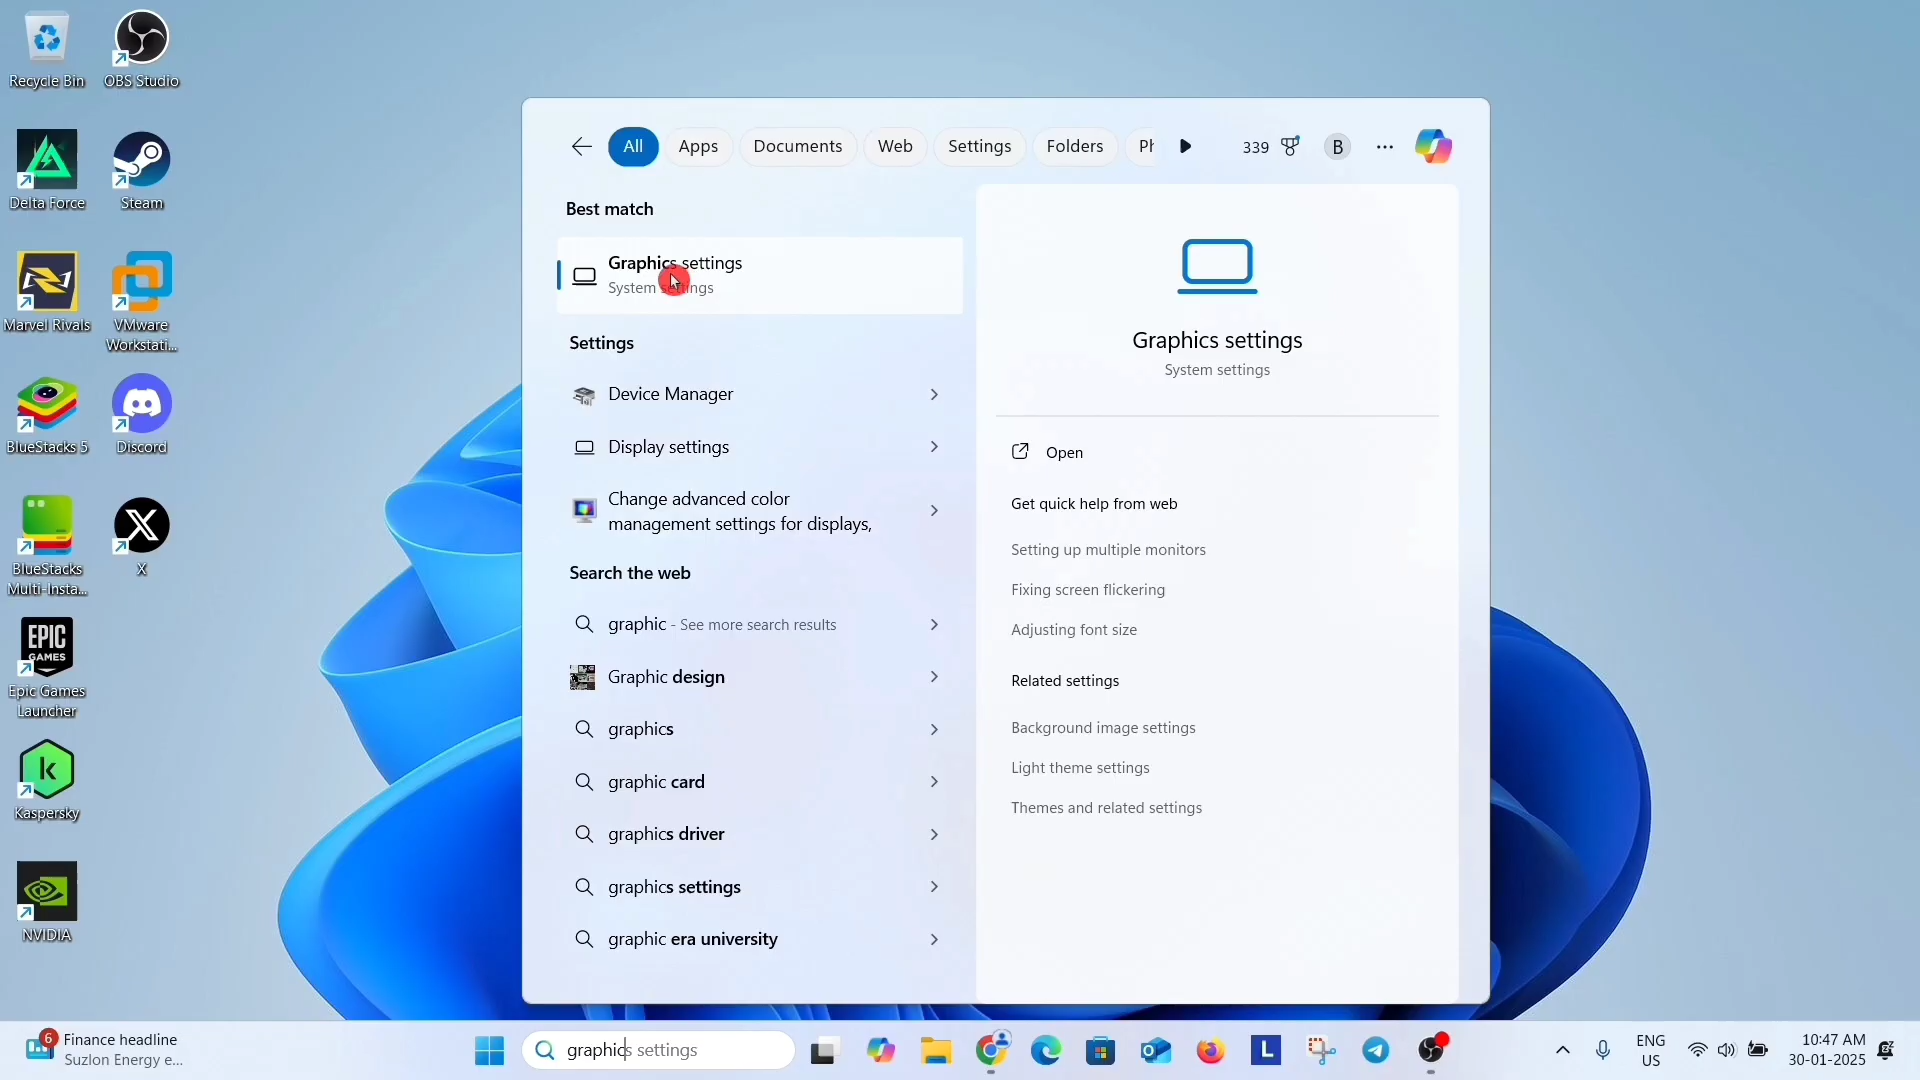 Recycle Bin
OBS Studio
Delta Force
Steam
Marvel Rivals
VMware
Workstati...
BlueStacks 5
Discord
BlueStacks
Multi-Insta...
X
EPIC
GAMES
Epic Games
Launcher
Kaspersky
NVIDIA
All
Apps
Documents
Web
Settings
Folders
339
B
Best match
Graphics settings
System settings
Settings
Device Manager
Display settings
Change advanced color
management settings for displays,
Search the web
graphic - See more search results
Graphic design
graphics
graphic card
graphics driver
graphics settings
graphic era university
Graphics settings
System settings
Open
Get quick help from web
Setting up multiple monitors
Fixing screen flickering
Adjusting font size
Related settings
Background image settings
Light theme settings
Themes and related settings
6
Finance headline
Suzlon Energy e...
graphics settings
L
ENG
US
10:47 AM
30-01-2025